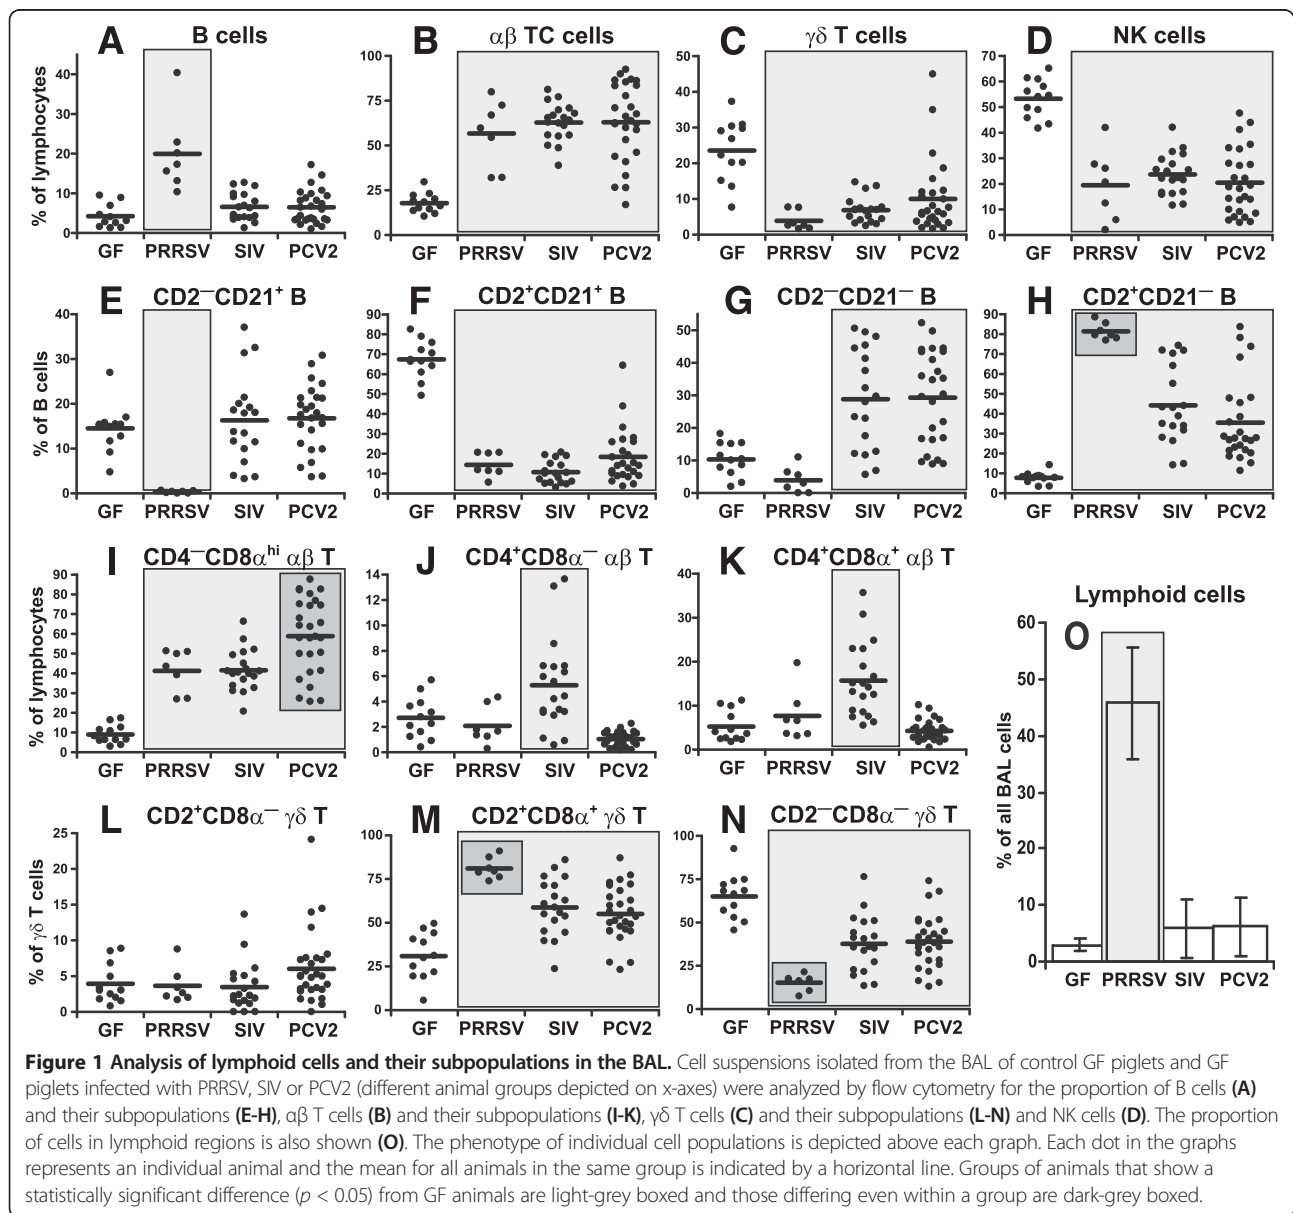 A B cells
% of lymphocytes
40
30
20
10
0
GF PRRSV SIV PCV2
B αβ TC cells
100
75
50
25
0
GF PRRSV SIV PCV2
C γδ T cells
50
40
30
20
10
0
GF PRRSV SIV PCV2
D NK cells
70
60
50
40
30
20
10
0
GF PRRSV SIV PCV2
E CD2—CD21+ B
% of B cells
40
30
20
10
0
GF PRRSV SIV PCV2
F CD2+CD21+ B
90
80
70
60
50
40
30
20
10
0
GF PRRSV SIV PCV2
G CD2—CD21— B
50
40
30
20
10
0
GF PRRSV SIV PCV2
H CD2+CD21— B
90
80
70
60
50
40
30
20
10
0
GF PRRSV SIV PCV2
I CD4—CD8αhi αβ T
% of lymphocytes
90
80
70
60
50
40
30
20
10
0
GF PRRSV SIV PCV2
J CD4+CD8α— αβ T
14
12
10
8
6
4
2
0
GF PRRSV SIV PCV2
K CD4+CD8α+ αβ T
40
30
20
10
0
GF PRRSV SIV PCV2
L CD2+CD8α— γδ T
% of γδ T cells
25
20
15
10
5
0
GF PRRSV SIV PCV2
M CD2+CD8α+ γδ T
100
75
50
25
0
GF PRRSV SIV PCV2
N CD2—CD8α— γδ T
100
75
50
25
0
GF PRRSV SIV PCV2
Lymphoid cells
O
% of all BAL cells
60
50
40
30
20
10
0
GF PRRSV SIV PCV2
Figure 1 Analysis of lymphoid cells and their subpopulations in the BAL. Cell suspensions isolated from the BAL of control GF piglets and GF
piglets infected with PRRSV, SIV or PCV2 (different animal groups depicted on x-axes) were analyzed by flow cytometry for the proportion of B cells (A)
and their subpopulations (E-H), αβ T cells (B) and their subpopulations (I-K), γδ T cells (C) and their subpopulations (L-N) and NK cells (D). The proportion
of cells in lymphoid regions is also shown (O). The phenotype of individual cell populations is depicted above each graph. Each dot in the graphs
represents an individual animal and the mean for all animals in the same group is indicated by a horizontal line. Groups of animals that show a
statistically significant difference (p < 0.05) from GF animals are light-grey boxed and those differing even within a group are dark-grey boxed.